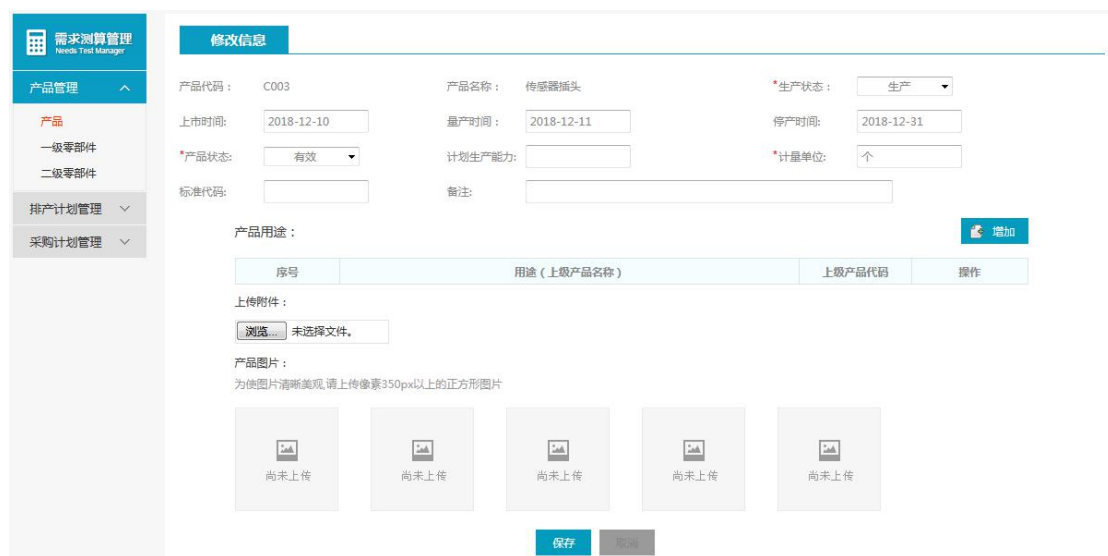 需求测算管理
Needs Test Manager
修改信息
产品管理
产品
一级零部件
二级零部件
排产计划管理
采购计划管理
产品代码： C003 产品名称： 传感器插头 *生产状态： 生产
上市时间: 2018-12-10 量产时间： 2018-12-11 停产时间: 2018-12-31
*产品状态: 有效 计划生产能力: *计量单位: 个
标准代码: 备注:
产品用途： 增加
序号 用途（上级产品名称） 上级产品代码 操作
上传附件：
浏览... 未选择文件。
产品图片：
为使图片清晰美观,请上传像素350px以上的正方形图片
尚未上传 尚未上传 尚未上传 尚未上传 尚未上传
保存 取消